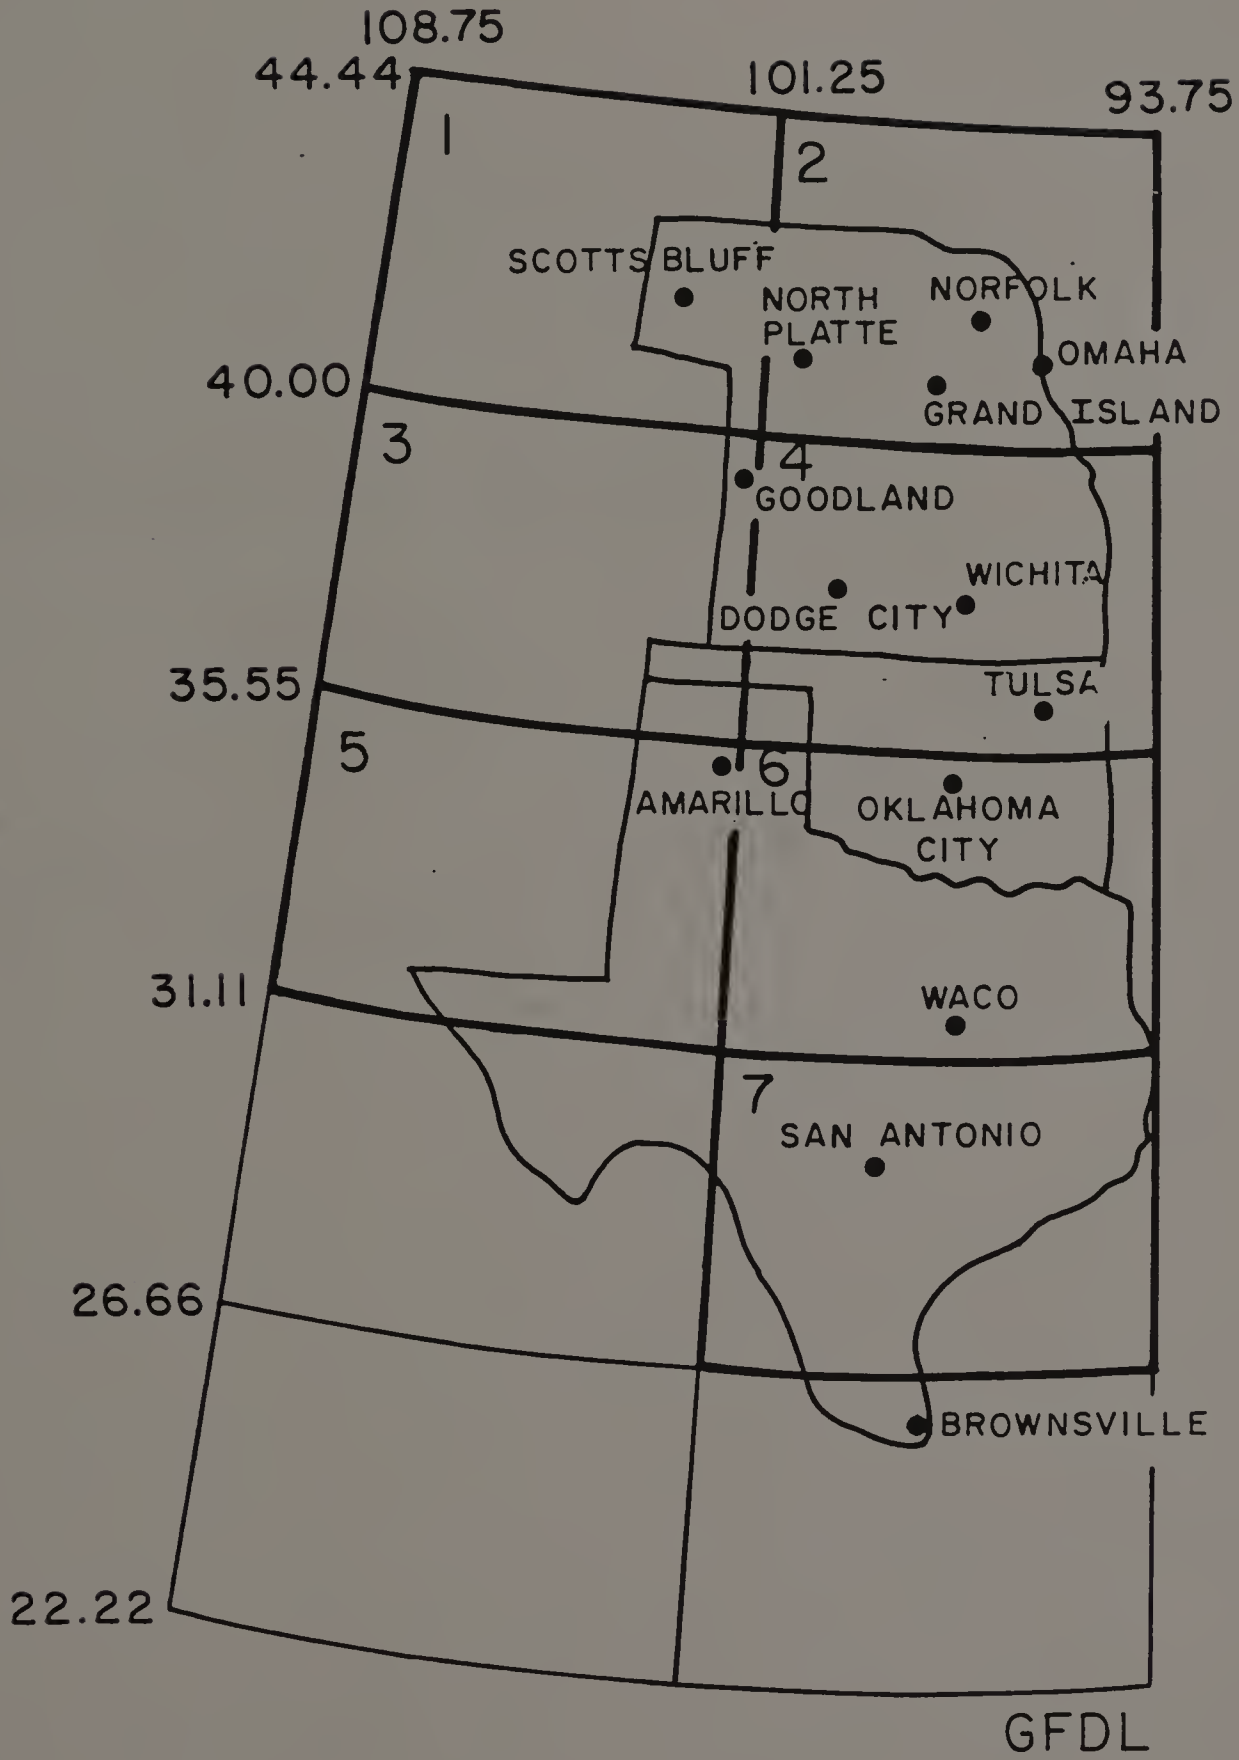 108.75
44.44
101.25
93.75
1
2
SCOTTS BLUFF
NORTH
PLATTE
NORFOLK
OMAHA
40.00
GRAND ISLAND
3
4
GOODLAND
WICHITA
DODGE CITY
35.55
TULSA
5
6
AMARILLO
OKLAHOMA
CITY
31.11
WACO
7
SAN ANTONIO
26.66
BROWNSVILLE
22.22
GFDL